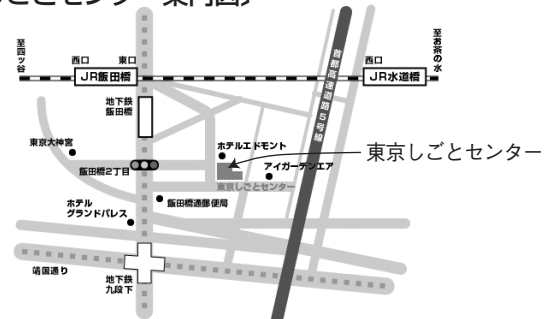 しごとセンター案内図
至四ッ谷
至お茶の水
西口 東口
西口
JR飯田橋
JR水道橋
首都高速道路5号線
地下鉄
飯田橋
東京大神宮
ホテルエドモント
東京しごとセンター
アイガーデンエア
飯田橋2丁目
東京しごとセンター
ホテル
グランドパレス
飯田橋通郵便局
靖国通り
地下鉄
九段下